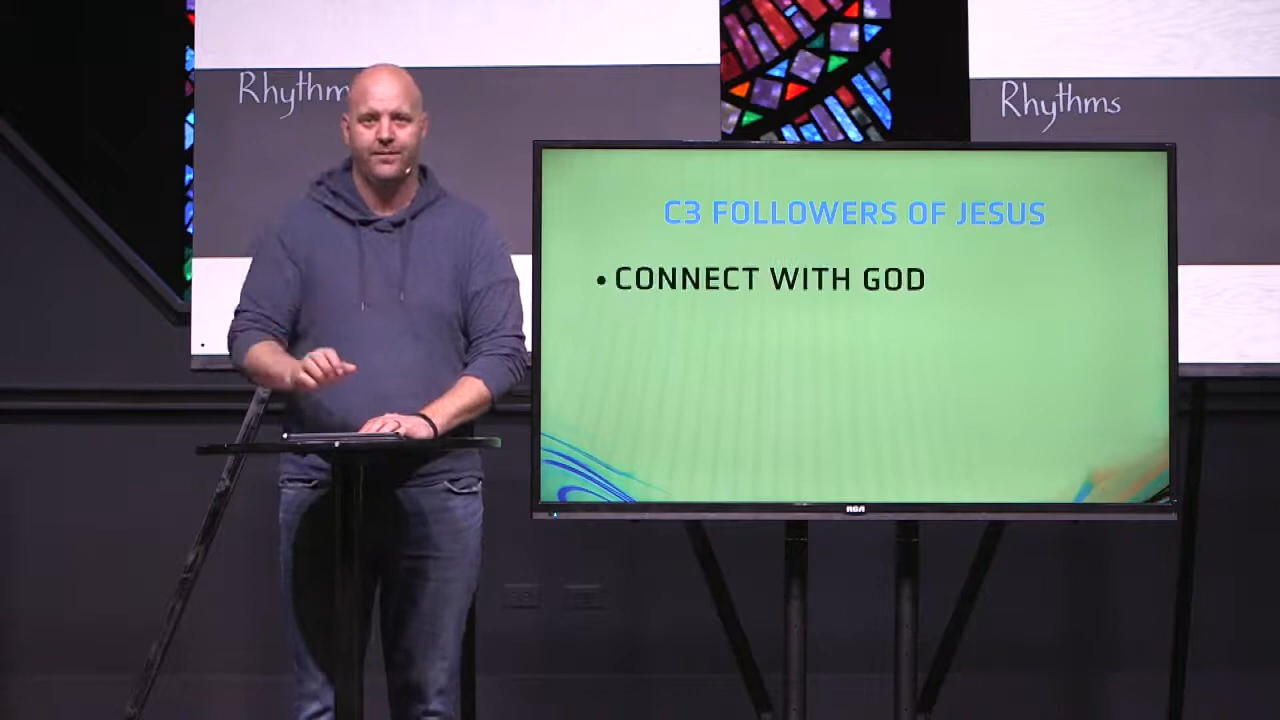 Rhythms
Rhythms
C3 FOLLOWERS OF JESUS
• CONNECT WITH GOD
RCA